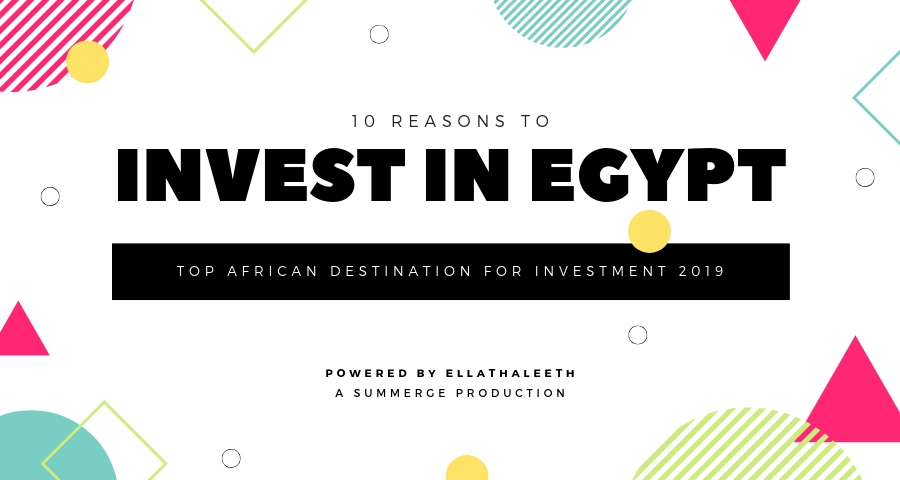 10 REASONS TO
INVEST IN EGYPT
TOP AFRICAN DESTINATION FOR INVESTMENT 2019
POWERED BY ELLATHALEETH
A SUMMERGE PRODUCTION